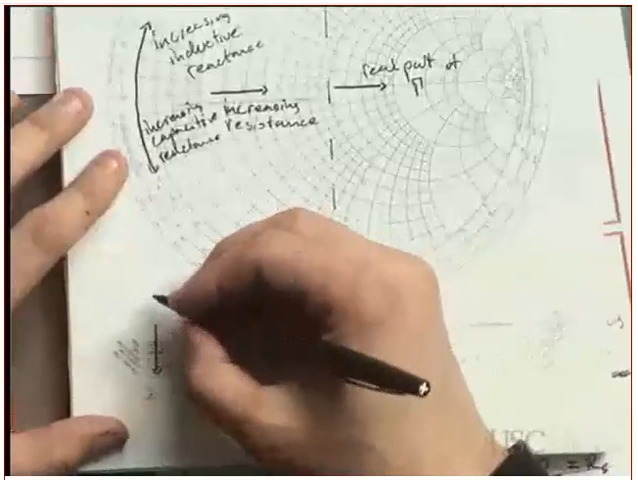 increasing
inductive
reactance
real part of
Γ
increasing
capacitive
reactance
increasing
resistance
USC